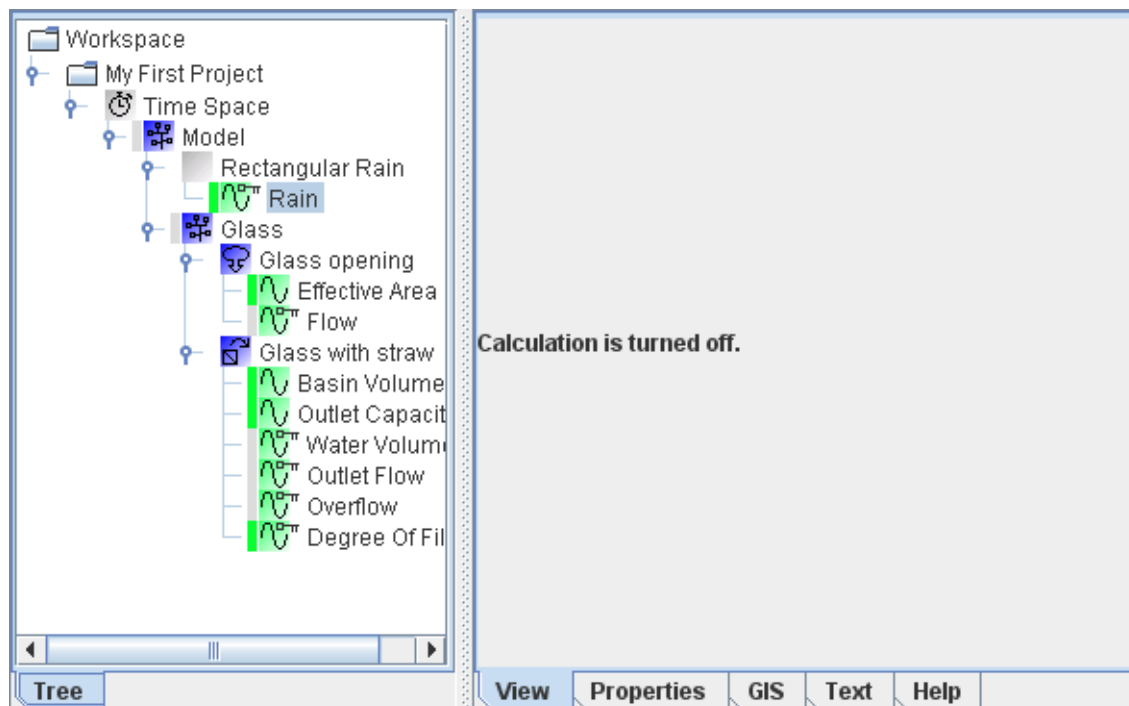 Workspace
My First Project
Time Space
Model
Rectangular Rain
Rain
Glass
Glass opening
Effective Area
Flow
Glass with straw
Basin Volume
Outlet Capacit
Water Volum
Outlet Flow
Overflow
Degree Of Fil
Tree
Calculation is turned off.
View Properties GIS Text Help